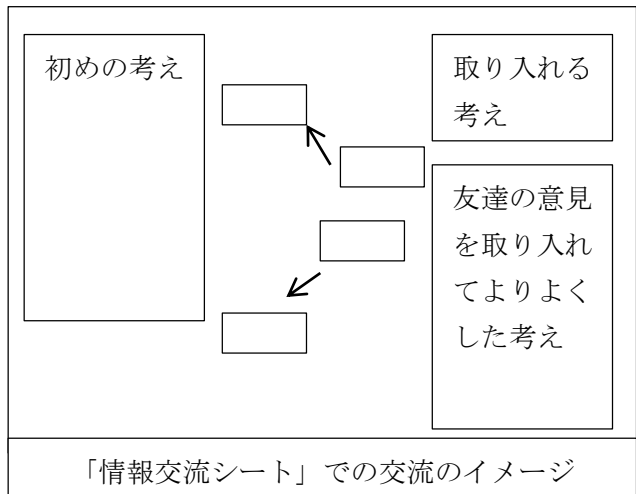 初めの考え
取り入れる
考え
友達の意見
を取り入れ
てよりよく
した考え
「情報交流シート」での交流のイメージ